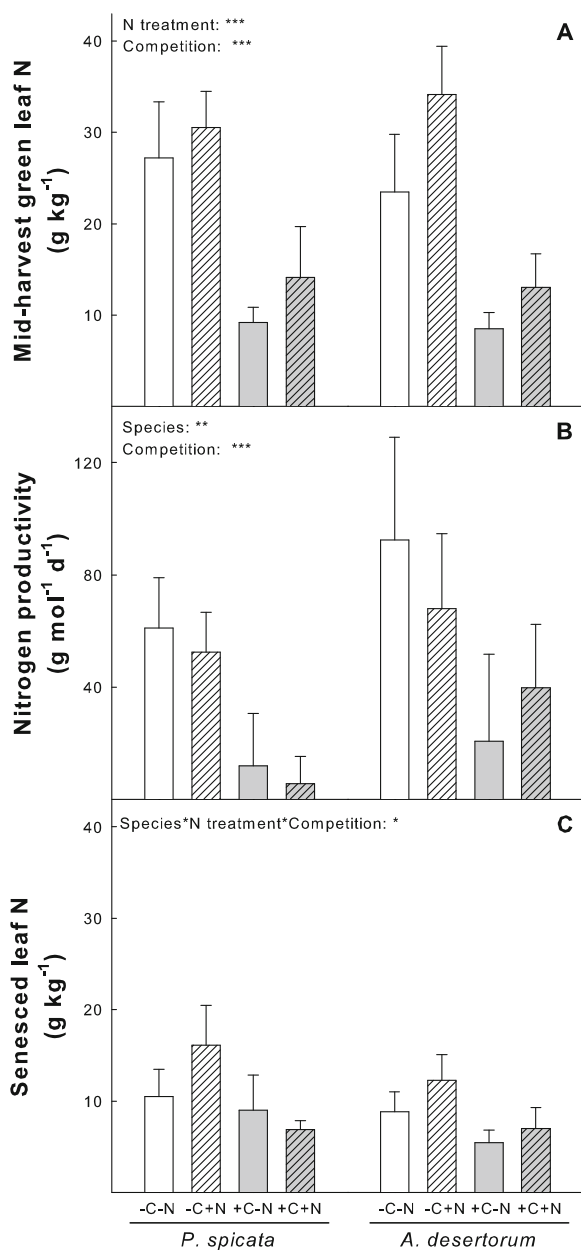 N treatment: ***
Competition: ***
A
Mid-harvest green leaf N
(g kg-1)
40
30
20
10
Species: **
Competition: ***
B
Nitrogen productivity
(g mol-1 d-1)
120
80
40
Species*N treatment*Competition: *
C
Senesced leaf N
(g kg-1)
40
30
20
10
-C-N -C+N +C-N +C+N -C-N -C+N +C-N +C+N
P. spicata A. desertorum